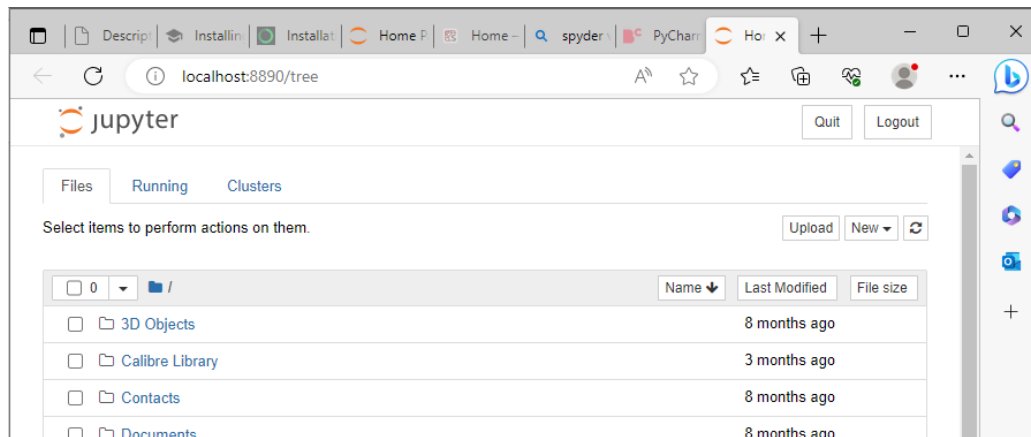 Descript Installin Installat Home P Home – spyder PyCharm Hor
localhost:8890/tree
jupyter Quit Logout
Files Running Clusters
Select items to perform actions on them. Upload New
0 / Name Last Modified File size
3D Objects 8 months ago
Calibre Library 3 months ago
Contacts 8 months ago
Documents 8 months ago